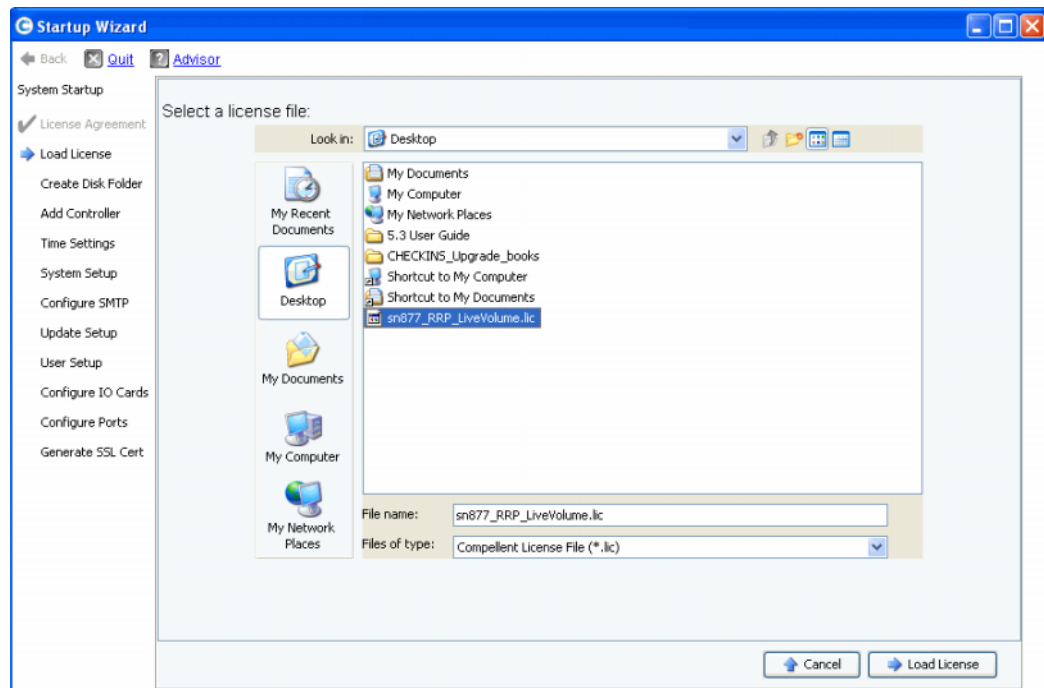 Startup Wizard
Back Quit ? Advisor
System Startup
License Agreement
Load License
Create Disk Folder
Add Controller
Time Settings
System Setup
Configure SMTP
Update Setup
User Setup
Configure IO Cards
Configure Ports
Generate SSL Cert
Select a license file:
Look in: Desktop
My Recent
Documents
Desktop
My Documents
My Computer
My Network
Places
My Documents
My Computer
My Network Places
5.3 User Guide
CHECKINS_Upgrade_books
Shortcut to My Computer
Shortcut to My Documents
sn877_RRP_LiveVolume.lic
File name: sn877_RRP_LiveVolume.lic
Files of type: Compellent License File (*.lic)
Cancel Load License